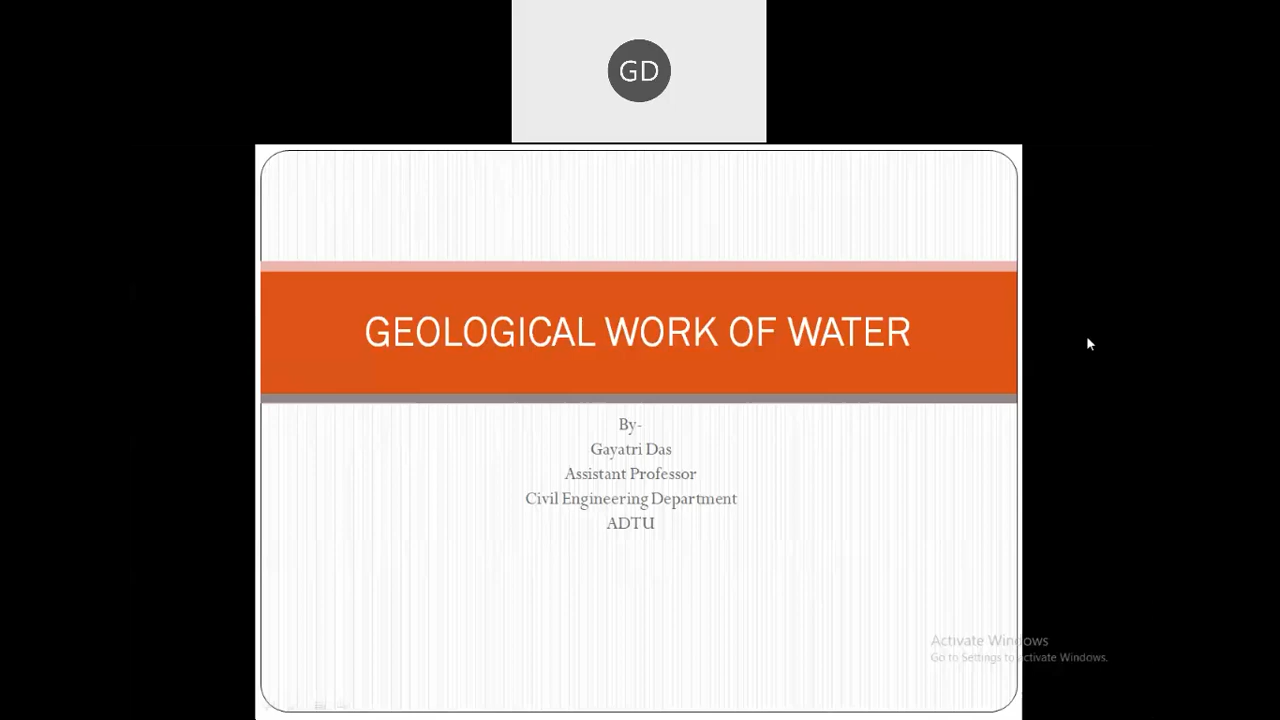 GD
GEOLOGICAL WORK OF WATER
By-
Gayatri Das
Assistant Professor
Civil Engineering Department
ADTU
Activate Windows
Go to Settings to Activate Windows.